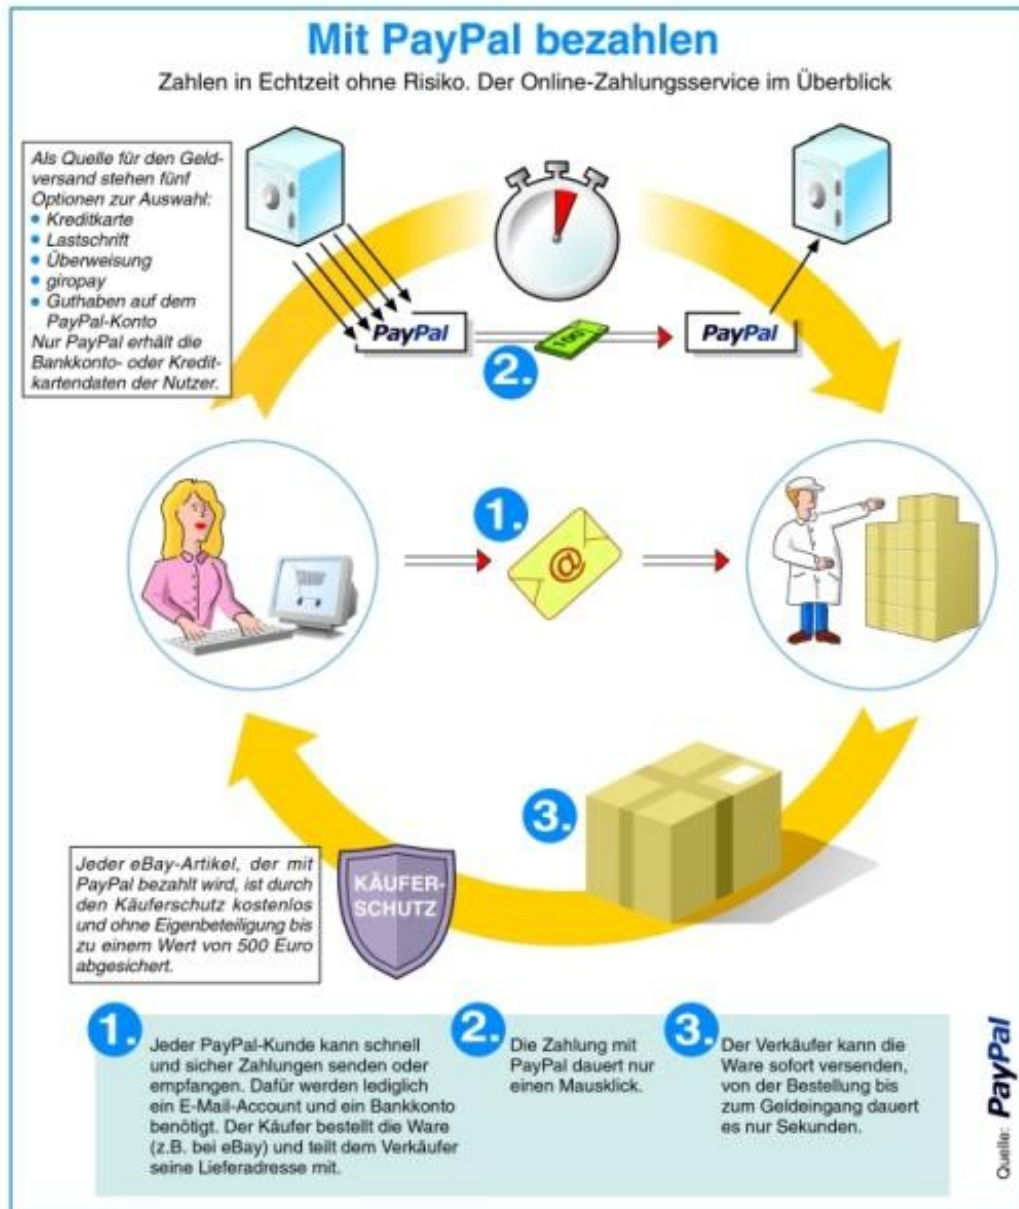 Mit PayPal bezahlen
Zahlen in Echtzeit ohne Risiko. Der Online-Zahlungsservice im Überblick
Als Quelle für den Geld-
versand stehen fünf
Optionen zur Auswahl:
• Kreditkarte
• Lastschrift
• Überweisung
• giropay
• Guthaben auf dem
PayPal-Konto
Nur PayPal erhält die
Bankkonto- oder Kredit-
kartendaten der Nutzer.
PayPal
100
PayPal
2.
1.
@
3.
Jeder eBay-Artikel, der mit
PayPal bezahlt wird, ist durch
den Käuferschutz kostenlos
und ohne Eigenbeteiligung bis
zu einem Wert von 500 Euro
abgesichert.
KÄUFER-
SCHUTZ
1.
Jeder PayPal-Kunde kann schnell
und sicher Zahlungen senden oder
empfangen. Dafür werden lediglich
ein E-Mail-Account und ein Bankkonto
benötigt. Der Käufer bestellt die Ware
(z.B. bei eBay) und teilt dem Verkäufer
seine Lieferadresse mit.
2.
Die Zahlung mit
PayPal dauert nur
einen Mausklick.
3.
Der Verkäufer kann die
Ware sofort versenden,
von der Bestellung bis
zum Geldeingang dauert
es nur Sekunden.
Quelle: PayPal